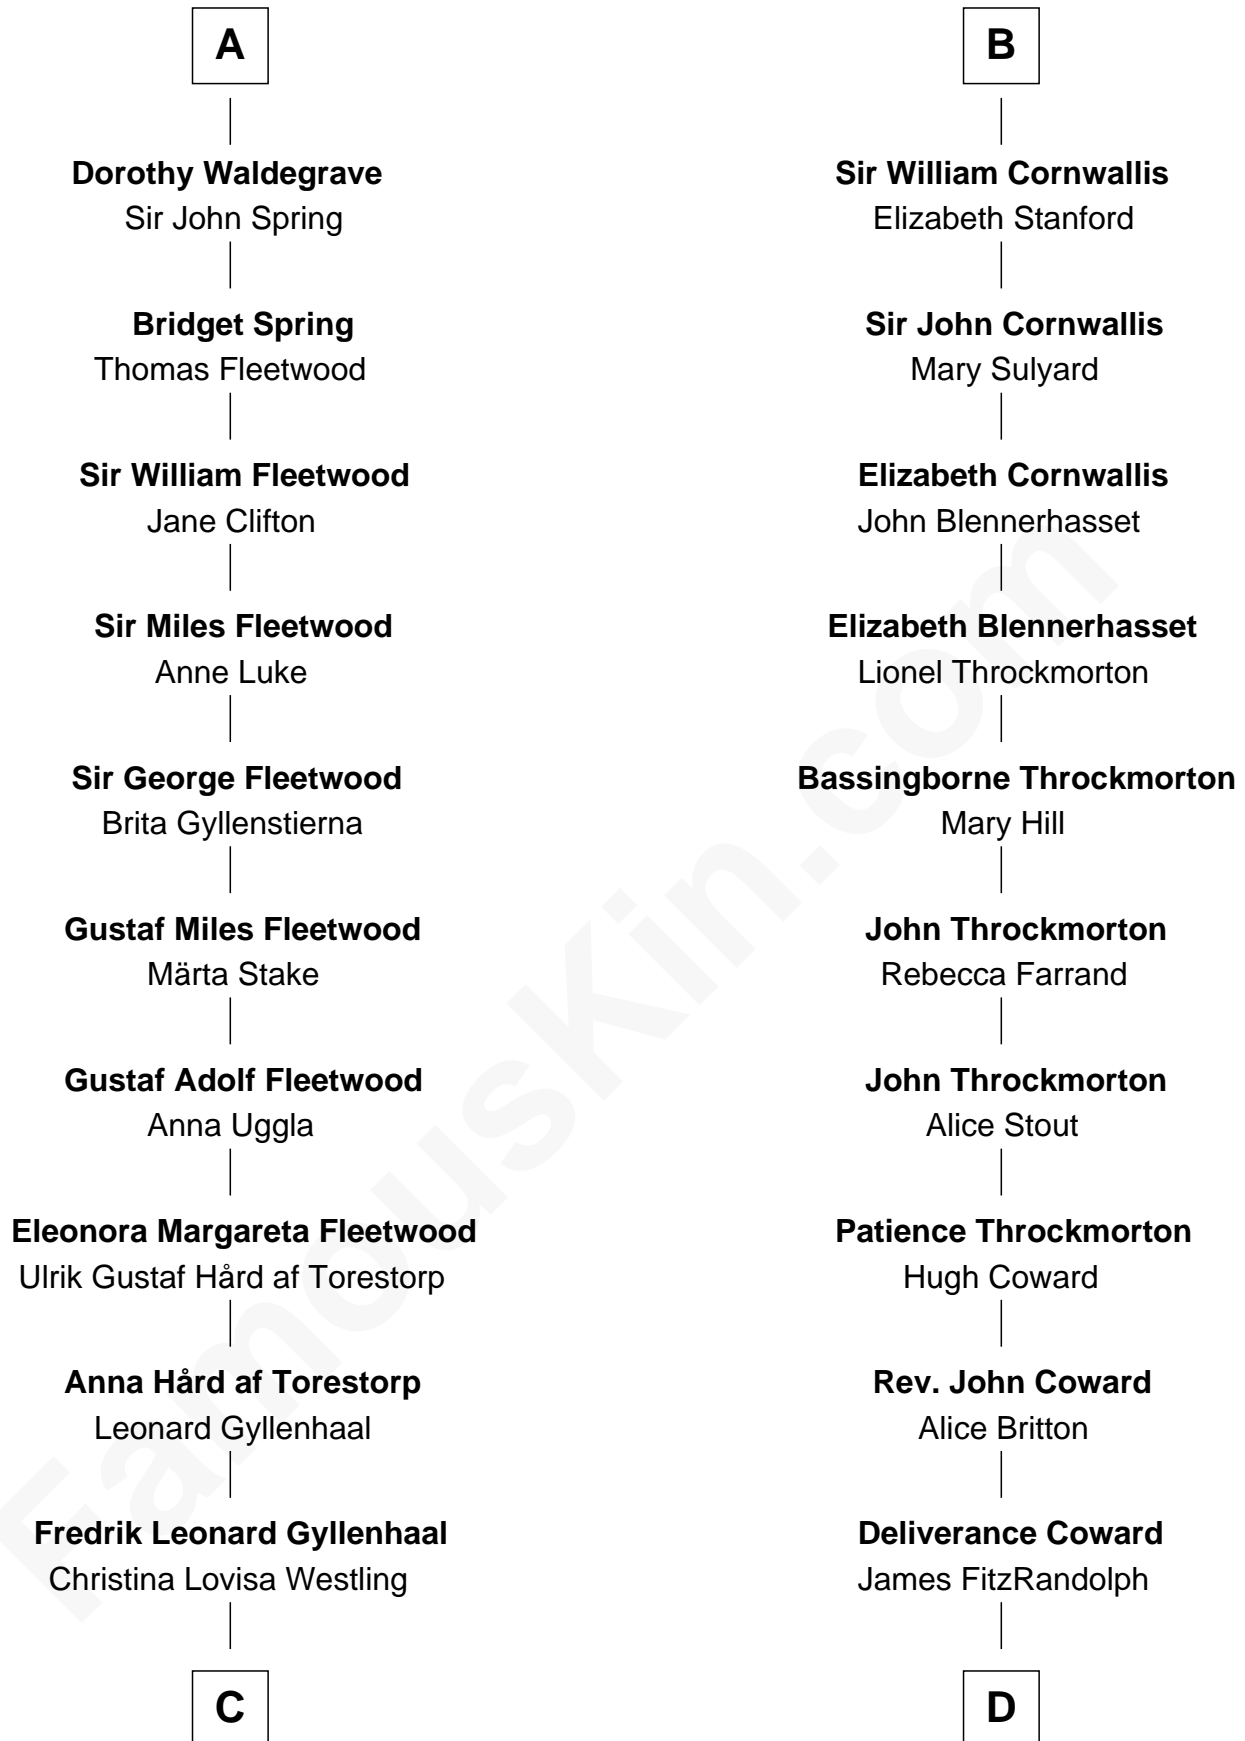 A
Dorothy Waldegrave
Sir John Spring
Bridget Spring
Thomas Fleetwood
Sir William Fleetwood
Jane Clifton
Sir Miles Fleetwood
Anne Luke
Sir George Fleetwood
Brita Gyllenstierna
Gustaf Miles Fleetwood
Märta Stake
Gustaf Adolf Fleetwood
Anna Uggla
Eleonora Margareta Fleetwood
Ulrik Gustaf Hård af Torestorp
Anna Hård af Torestorp
Leonard Gyllenhaal
Fredrik Leonard Gyllenhaal
Christina Lovisa Westling
C
B
Sir William Cornwallis
Elizabeth Stanford
Sir John Cornwallis
Mary Sulyard
Elizabeth Cornwallis
John Blennerhasset
Elizabeth Blennerhasset
Lionel Throckmorton
Bassingborne Throckmorton
Mary Hill
John Throckmorton
Rebecca Farrand
John Throckmorton
Alice Stout
Patience Throckmorton
Hugh Coward
Rev. John Coward
Alice Britton
Deliverance Coward
James FitzRandolph
D
FamousKin.com